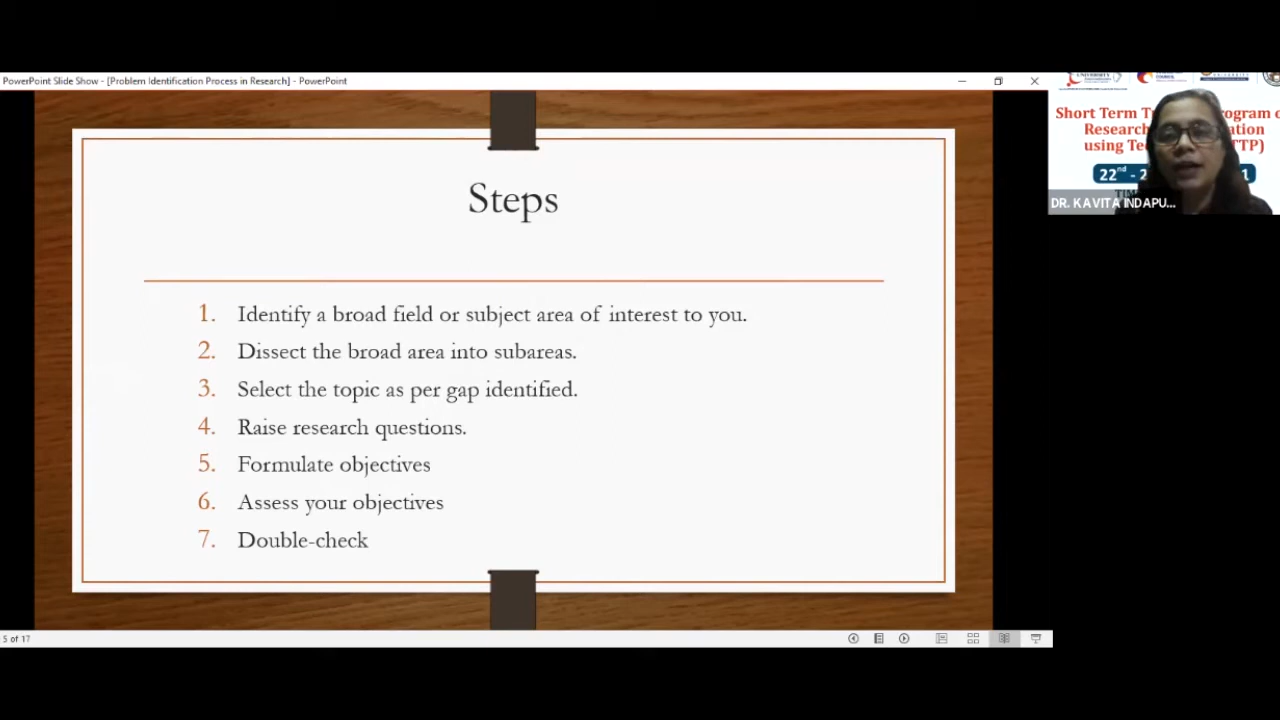 PowerPoint Slide Show - [Problem Identification Process in Research] - PowerPoint
Steps
1. Identify a broad field or subject area of interest to you.
2. Dissect the broad area into subareas.
3. Select the topic as per gap identified.
4. Raise research questions.
5. Formulate objectives
6. Assess your objectives
7. Double-check
5 of 17
UNIVERSITY
Short Term
Research
using
22nd - 2
DR. KAVITA INDAPU...